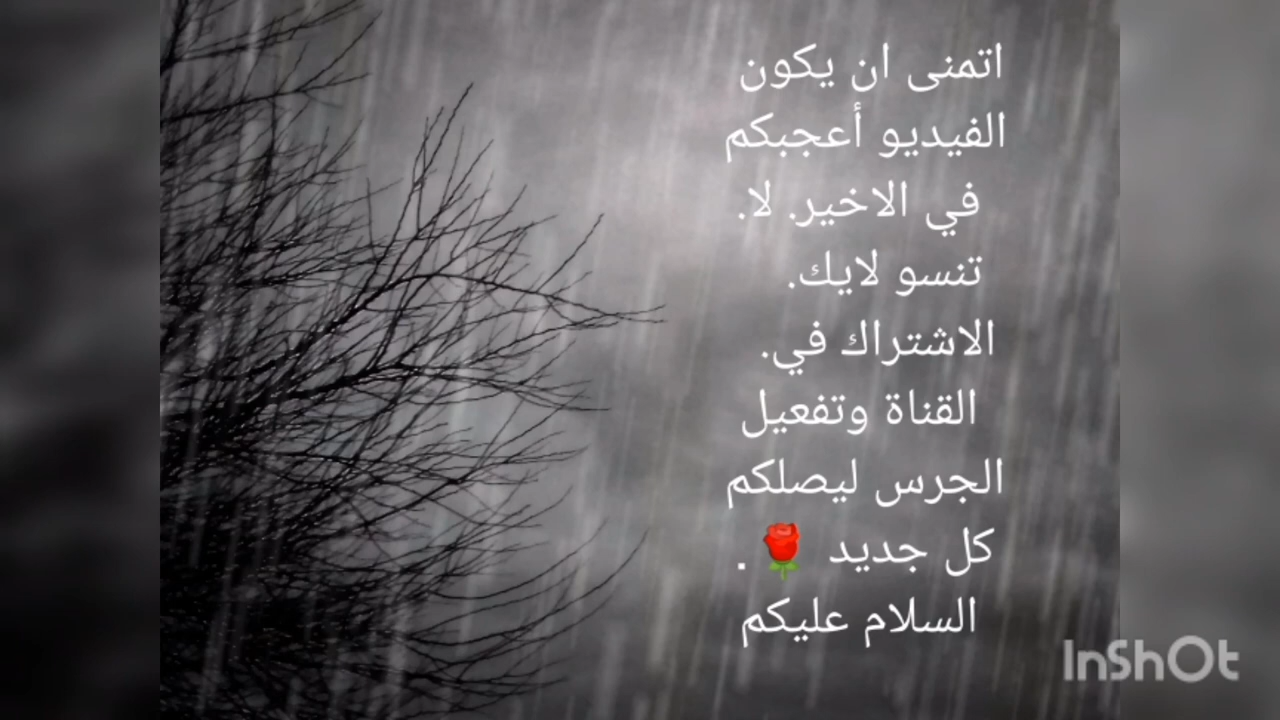 اتمنى ان يكون
الفيديو أعجبكم
في الاخير. لا.
تنسو لايك.
الاشتراك في.
القناة وتفعيل
الجرس ليصلكم
كل جديد 🌹.
السلام عليكم
InShOt